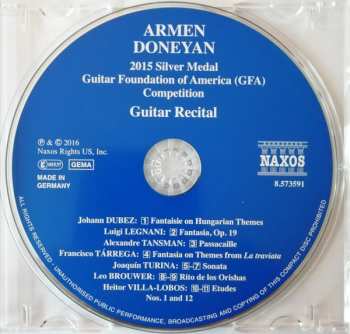 ARMEN
DONEYAN
2015 Silver Medal
Guitar Foundation of America (GFA)
Competition
Guitar Recital
℗ & © 2016
Naxos Rights US, Inc.
GEMA
MADE IN
GERMANY
NAXOS
8.573591
Johann DUBEZ: 1 Fantaisie on Hungarian Themes
Luigi LEGNANI: 2 Fantasia, Op. 19
Alexandre TANSMAN: 3 Passacaille
Francisco TÁRREGA: 4 Fantasia on Themes from La traviata
Joaquín TURINA: 5-7 Sonata
Leo BROUWER: 8-9 Rito de los Orishas
Heitor VILLA-LOBOS: 10-11 Etudes
Nos. 1 and 12
ALL RIGHTS RESERVED - UNAUTHORISED PUBLIC PERFORMANCE, BROADCASTING AND COPYING OF THIS COMPACT DISC PROHIBITED